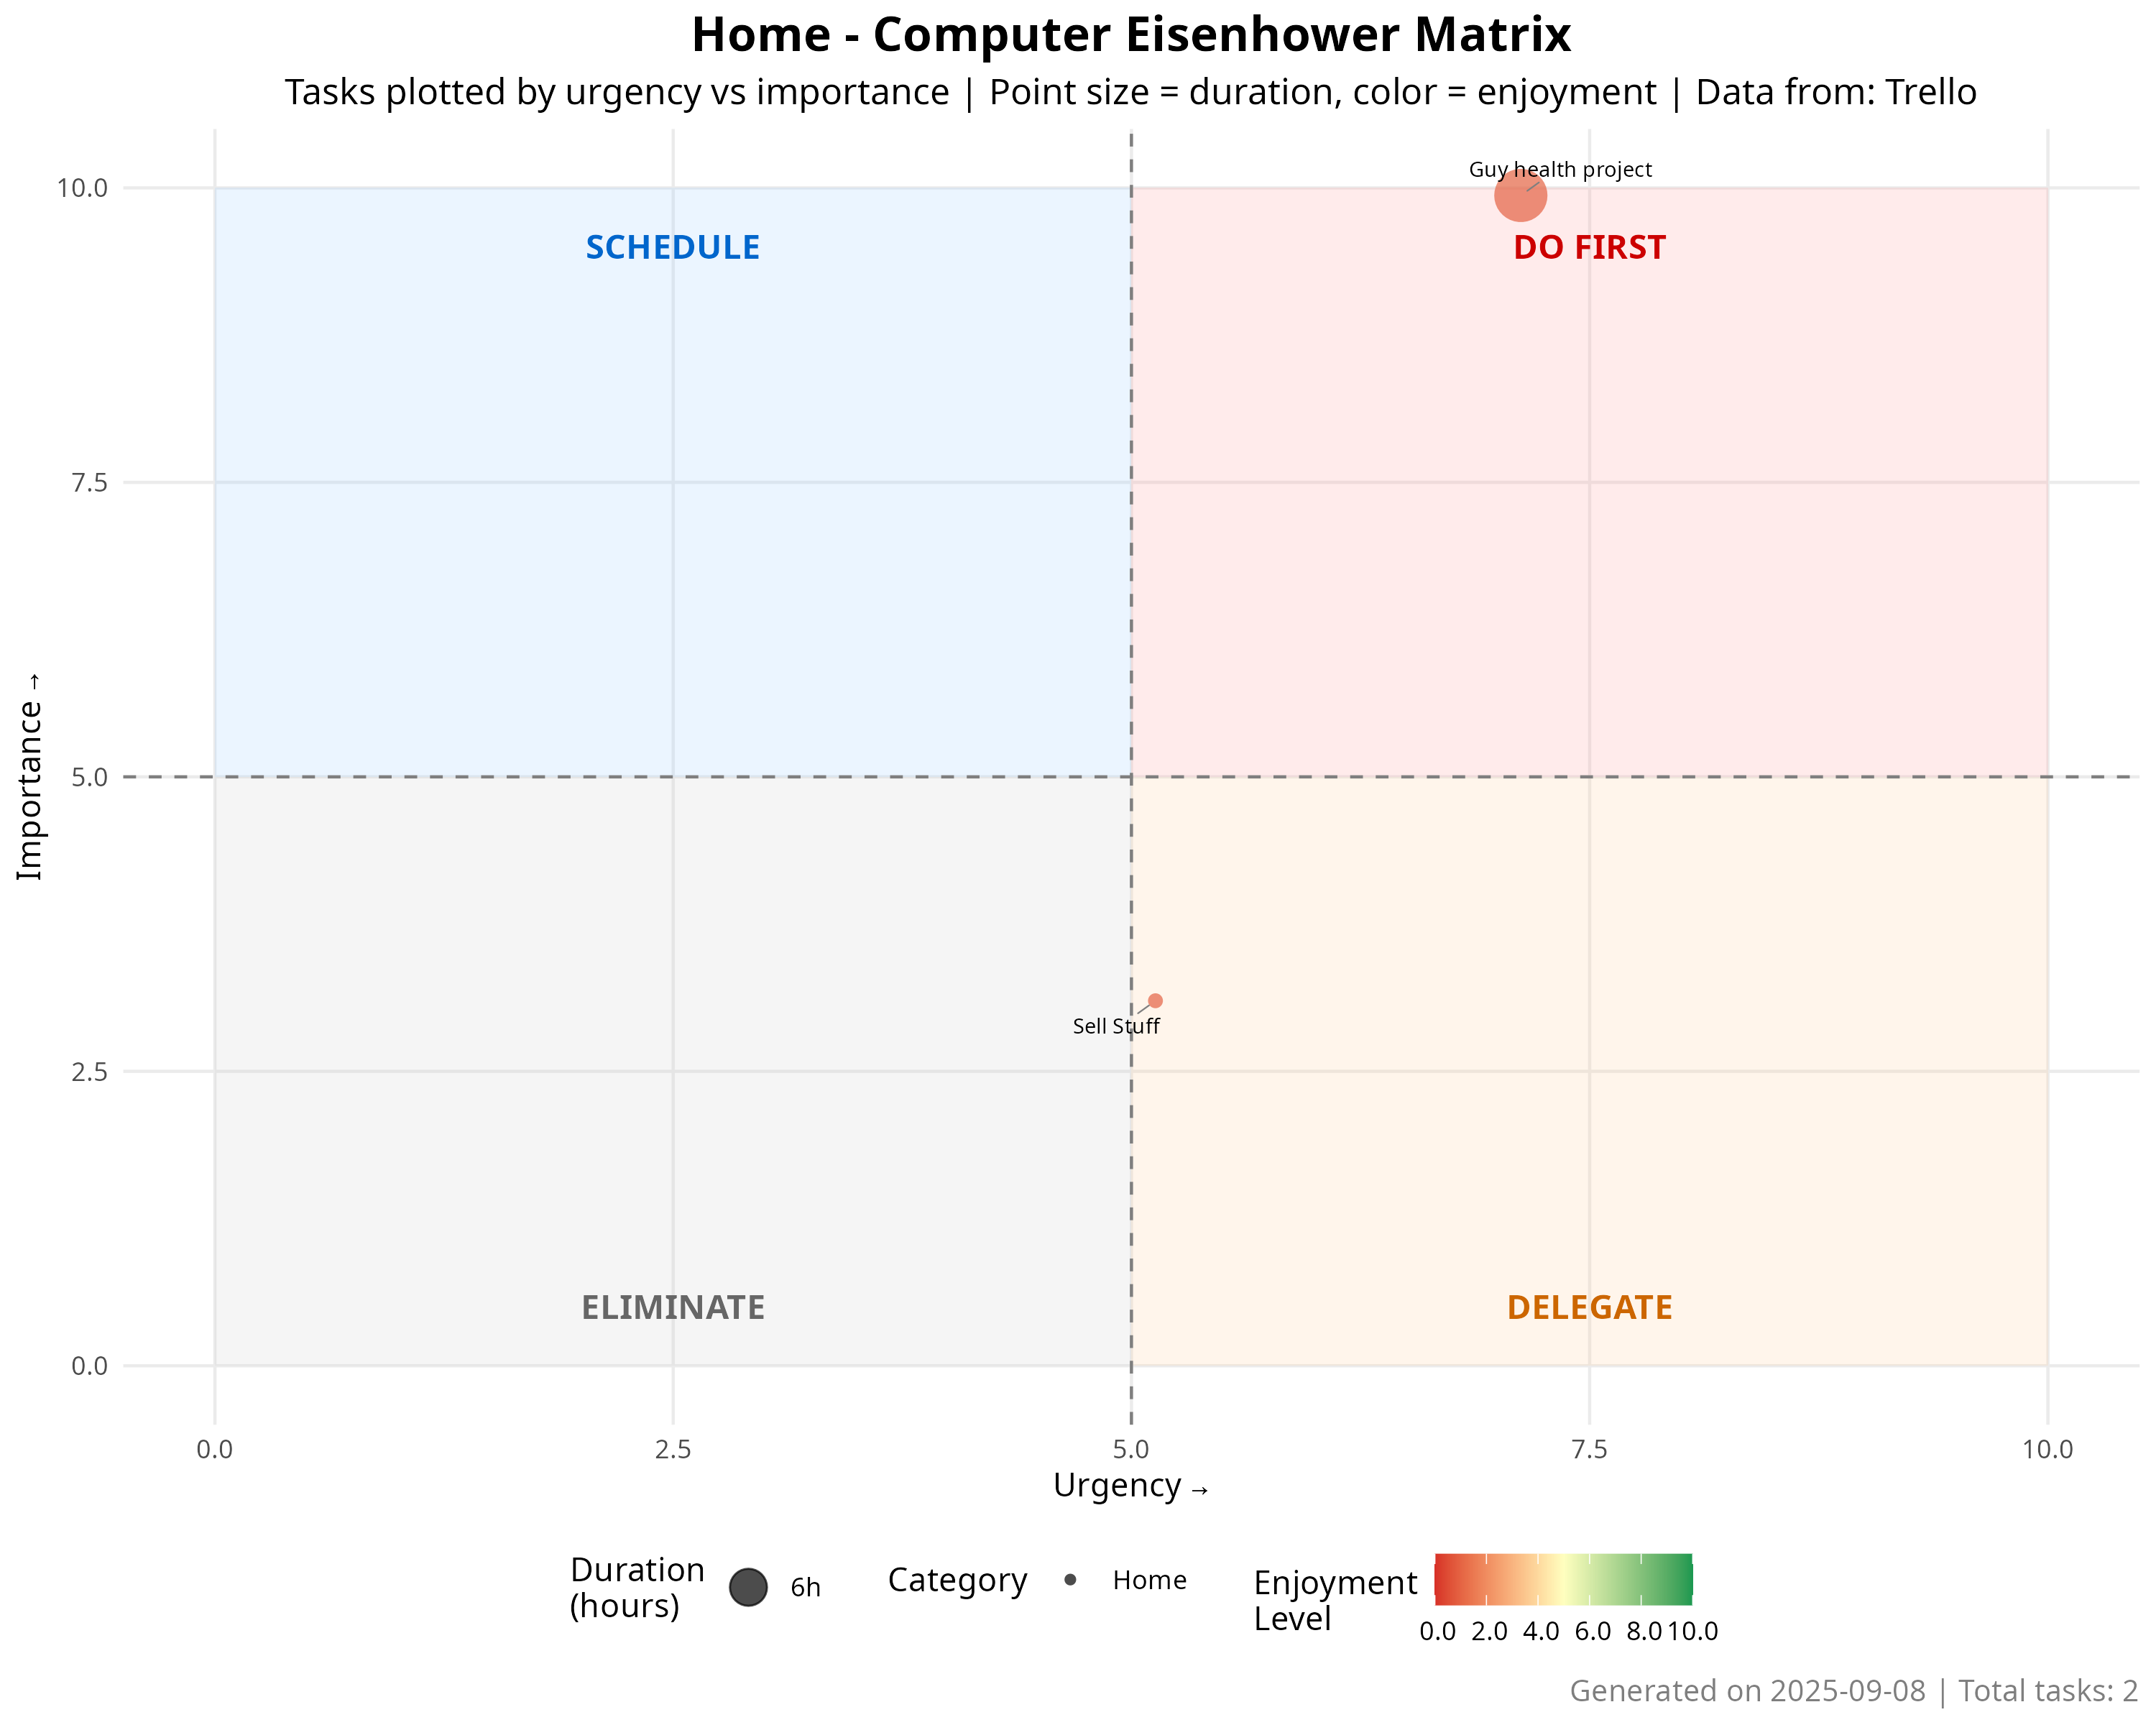 Home - Computer Eisenhower Matrix
Tasks plotted by urgency vs importance | Point size = duration, color = enjoyment | Data from: Trello
Guy health project
10.0
SCHEDULE
DO FIRST
7.5
5.0
Importance →
Sell Stuff
2.5
ELIMINATE
DELEGATE
0.0
0.0 2.5 5.0 7.5 10.0
Urgency →
Duration
(hours)
6h
Category
Home
Enjoyment
Level
0.0 2.0 4.0 6.0 8.0 10.0
Generated on 2025-09-08 | Total tasks: 2